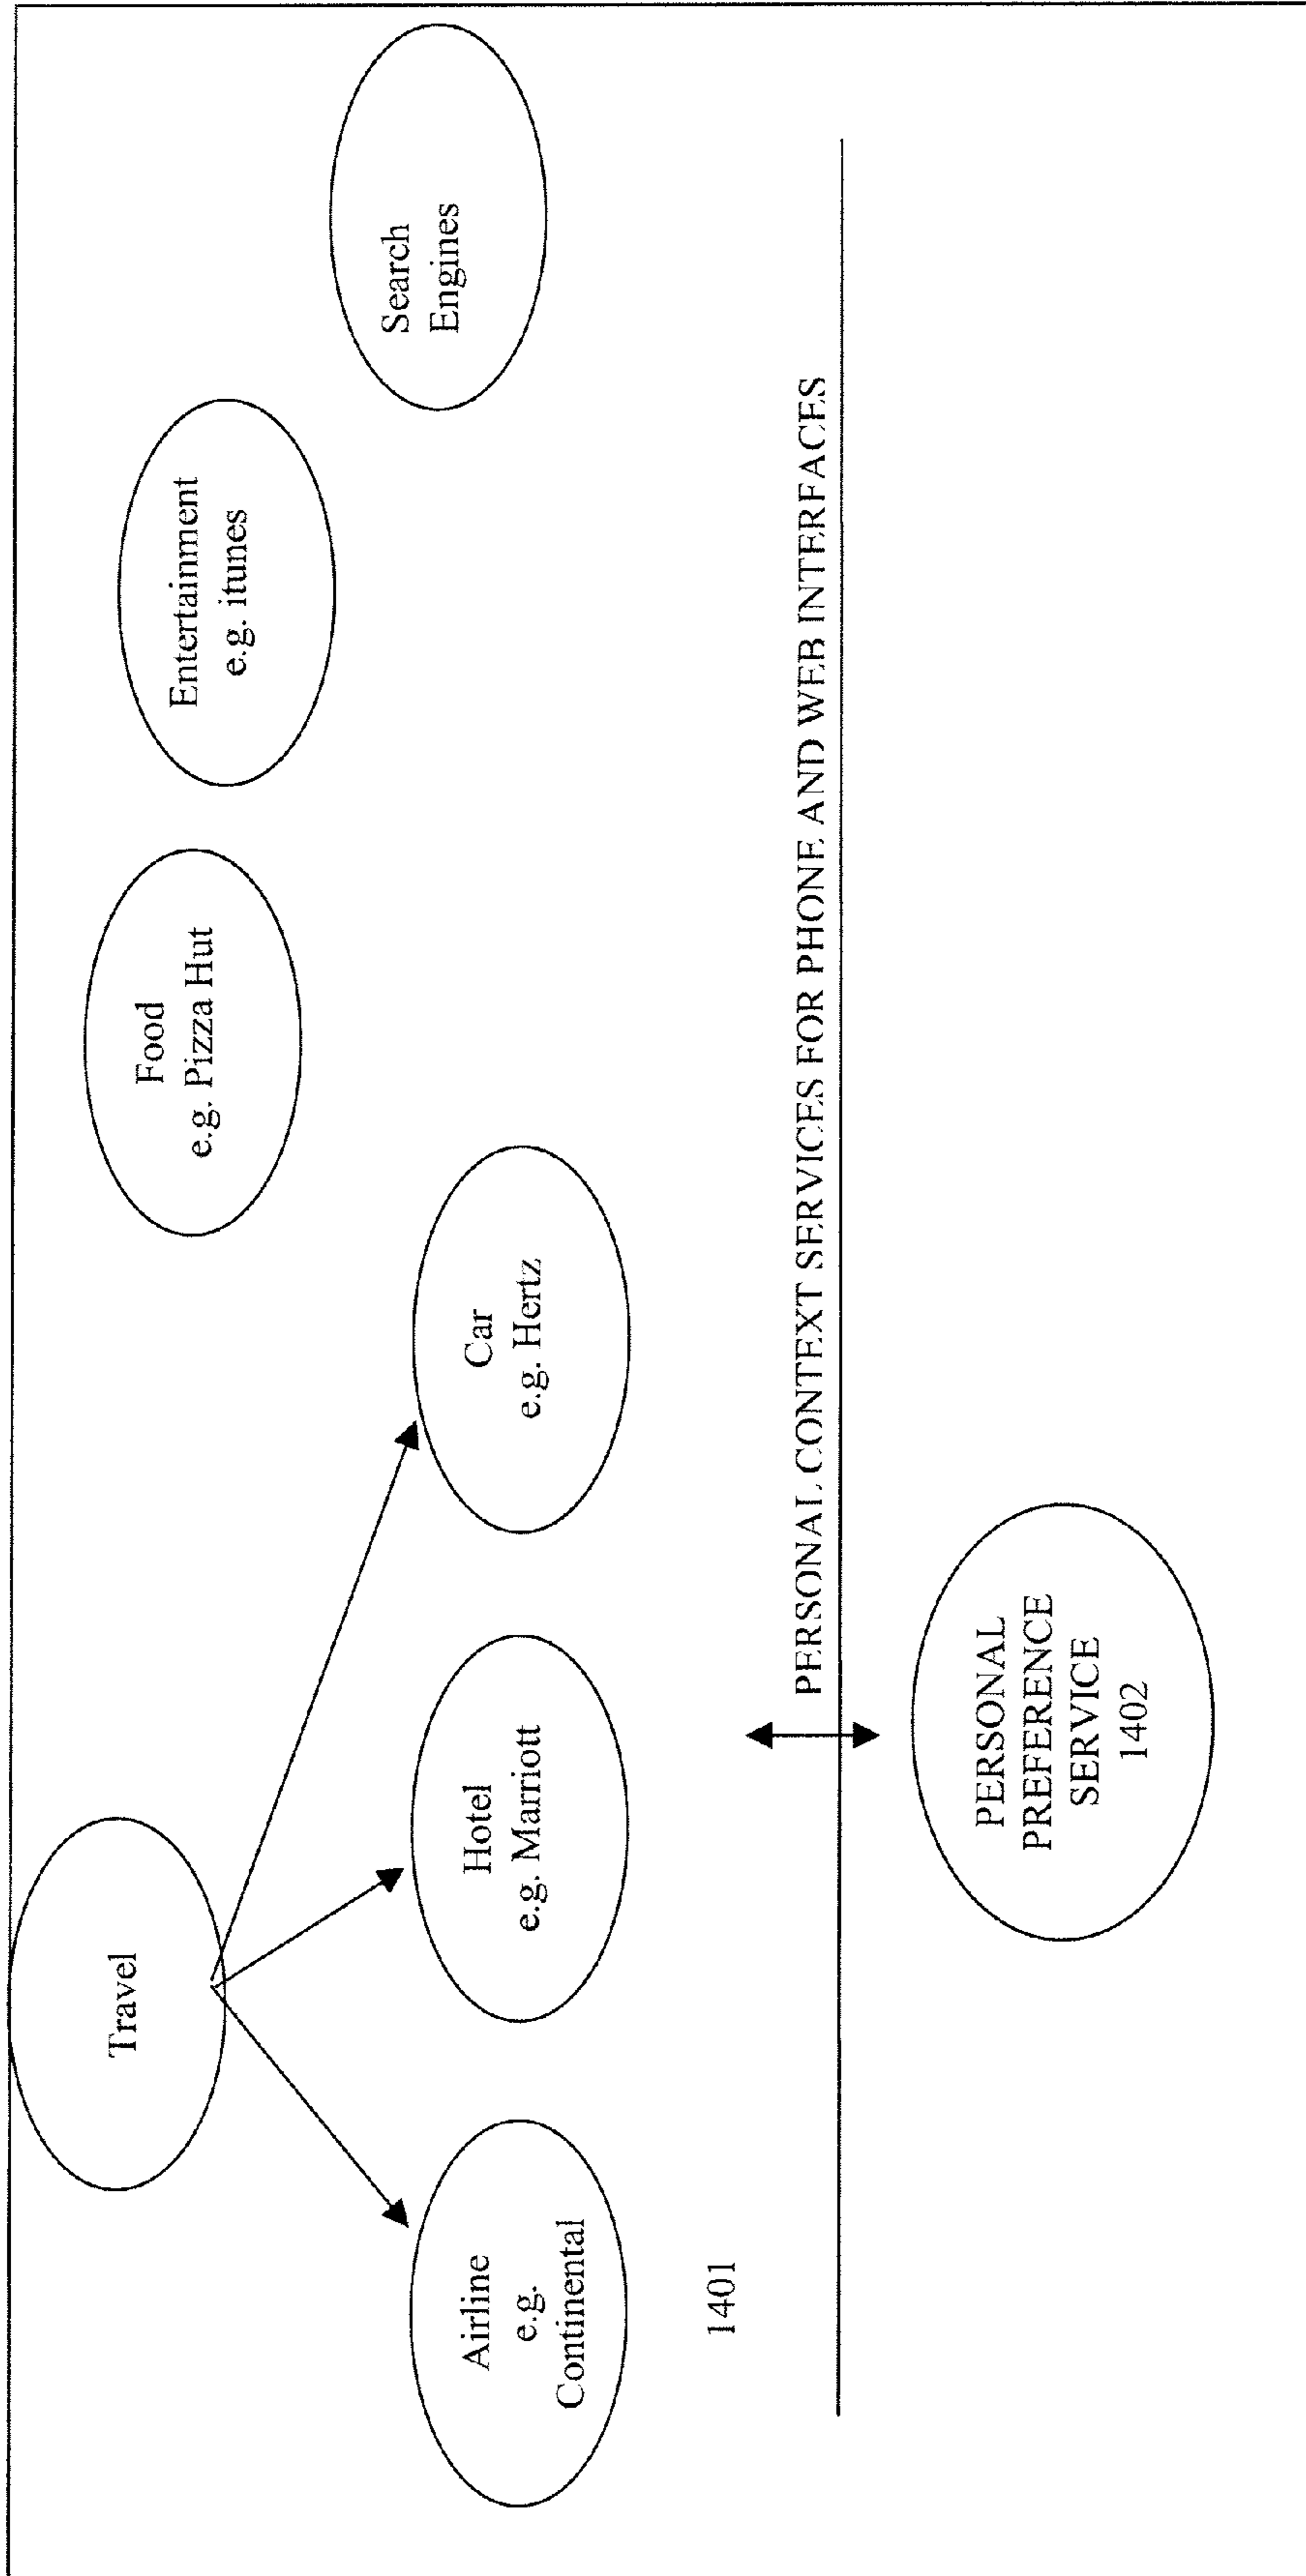 Travel
Food
e.g. Pizza Hut
Entertainment
e.g. itunes
Search
Engines
Airline
e.g.
Continental
Hotel
e.g. Marriott
Car
e.g. Hertz
1401
PERSONAL CONTEXT SERVICES FOR PHONE AND WEB INTERFACES
PERSONAL
PREFERENCE
SERVICE
1402